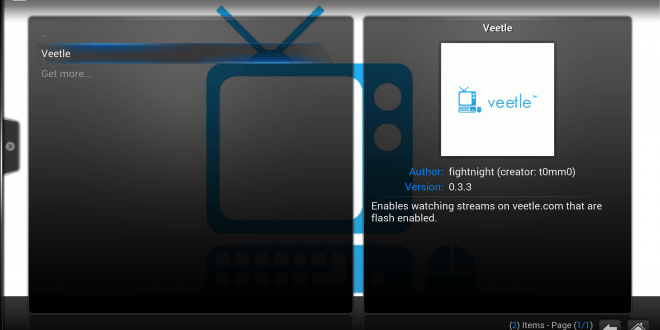 ..
Veetle
Get more...
Veetle
veetle™
Author: fightnight (creator: t0mm0)
Version: 0.3.3
Enables watching streams on veetle.com that are
flash enabled.
(2) Items - Page (1/1)